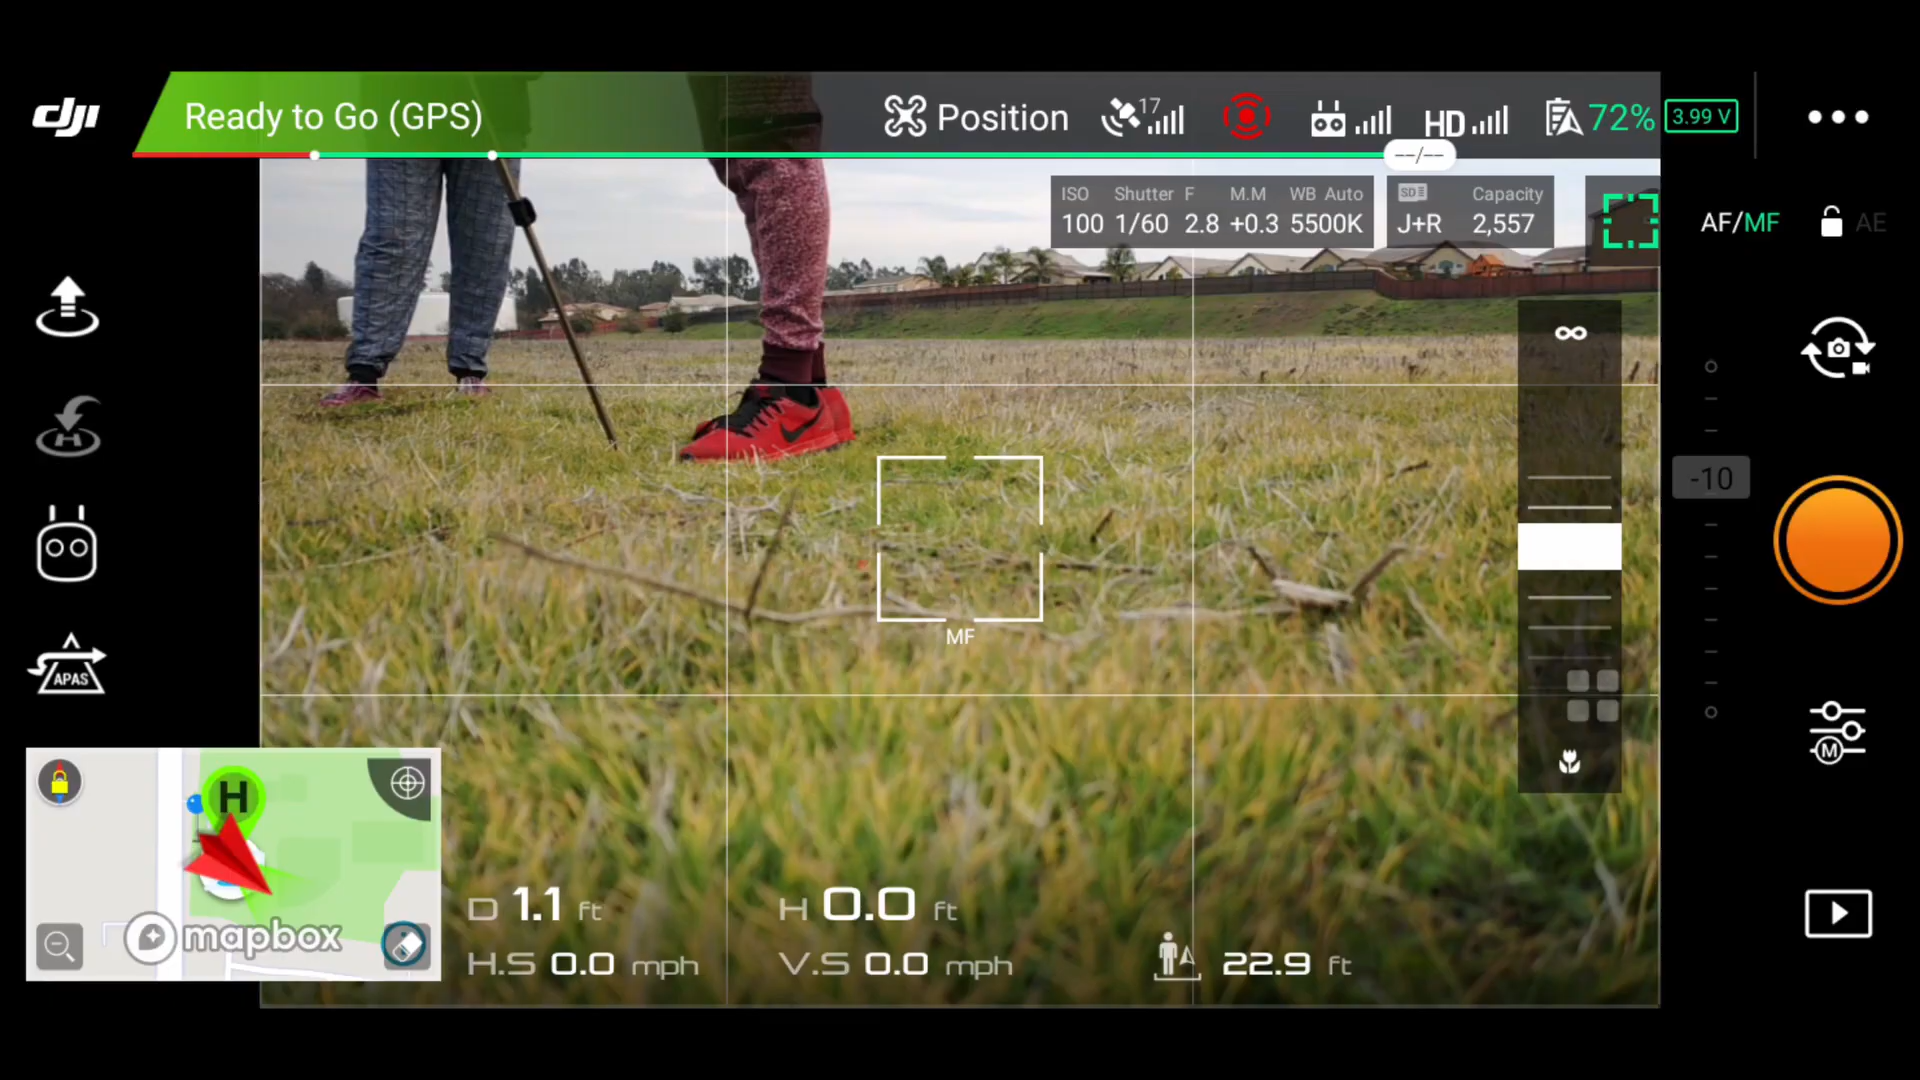 dji
Ready to Go (GPS)
Position
17
HD
72%
3.99 V
--/--
ISO Shutter F M.M WB Auto
100 1/60 2.8 +0.3 5500K
SD Capacity
J+R 2,557
AF/MF
AE
-10
MF
APAS
M
H
mapbox
D 1.1 ft
H 0.0 ft
H.S 0.0 mph
V.S 0.0 mph
22.9 ft